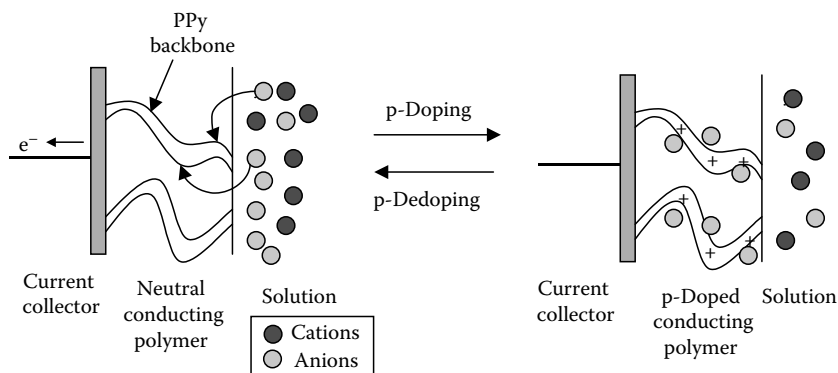 PPy
backbone
e⁻
p-Doping
p-Dedoping
+
+
+
+
+
+
Current
collector
Neutral
conducting
polymer
Solution
Cations
Anions
Current
collector
p-Doped
conducting
polymer
Solution